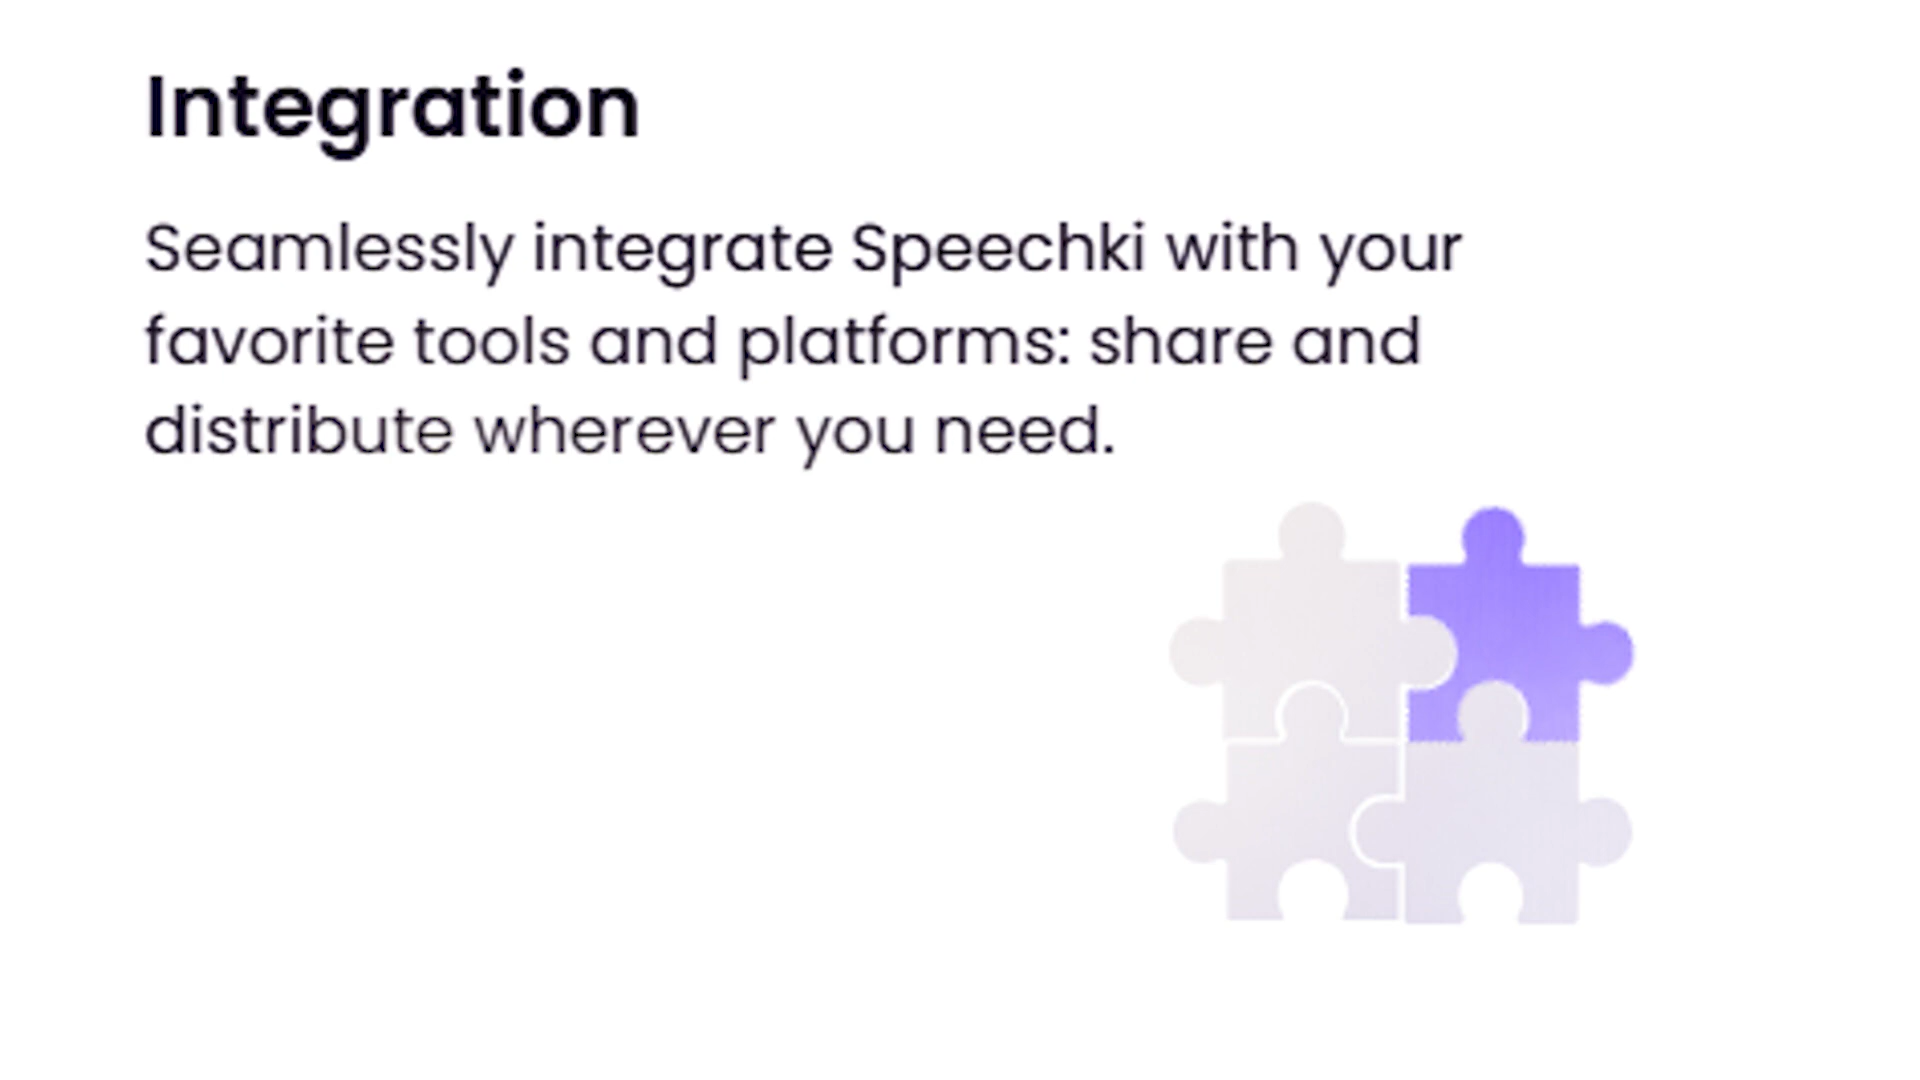 Integration
Seamlessly integrate Speechki with your
favorite tools and platforms: share and
distribute wherever you need.